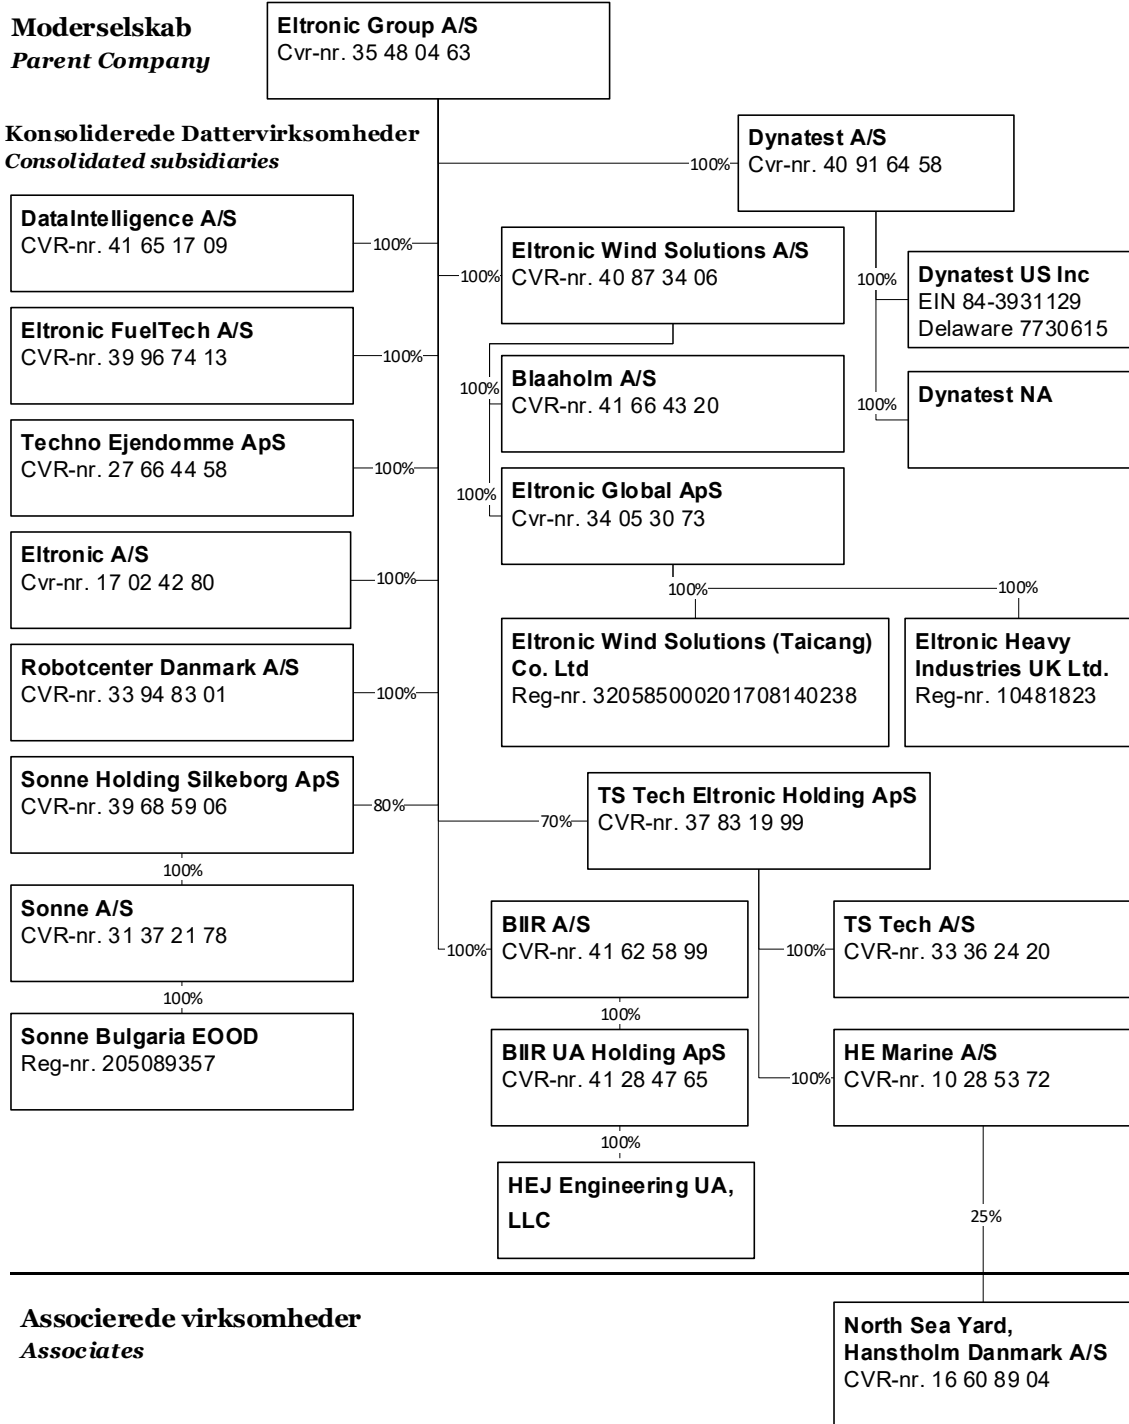 Moderselskab
Parent Company
Eltronic Group A/S
Cvr-nr. 35 48 04 63
Konsoliderede Dattervirksomheder
Consolidated subsidiaries
Dynatest A/S
Cvr-nr. 40 91 64 58
100%
DataIntelligence A/S
CVR-nr. 41 65 17 09
100%
Eltronic Wind Solutions A/S
CVR-nr. 40 87 34 06
100%
Dynatest US Inc
EIN 84-3931129
Delaware 7730615
100%
Eltronic FuelTech A/S
CVR-nr. 39 96 74 13
100%
Blaaholm A/S
CVR-nr. 41 66 43 20
100%
Dynatest NA
100%
Techno Ejendomme ApS
CVR-nr. 27 66 44 58
100%
Eltronic Global ApS
Cvr-nr. 34 05 30 73
100%
Eltronic A/S
Cvr-nr. 17 02 42 80
100%
100%
100%
Eltronic Wind Solutions (Taicang)
Co. Ltd
Reg-nr. 320585000201708140238
Eltronic Heavy
Industries UK Ltd.
Reg-nr. 10481823
Robotcenter Danmark A/S
CVR-nr. 33 94 83 01
100%
Sonne Holding Silkeborg ApS
CVR-nr. 39 68 59 06
80%
TS Tech Eltronic Holding ApS
CVR-nr. 37 83 19 99
70%
100%
Sonne A/S
CVR-nr. 31 37 21 78
BIIR A/S
CVR-nr. 41 62 58 99
100%
TS Tech A/S
CVR-nr. 33 36 24 20
100%
100%
Sonne Bulgaria EOOD
Reg-nr. 205089357
100%
BIIR UA Holding ApS
CVR-nr. 41 28 47 65
HE Marine A/S
CVR-nr. 10 28 53 72
100%
100%
HEJ Engineering UA,
LLC
25%
Associerede virksomheder
Associates
North Sea Yard,
Hanstholm Danmark A/S
CVR-nr. 16 60 89 04